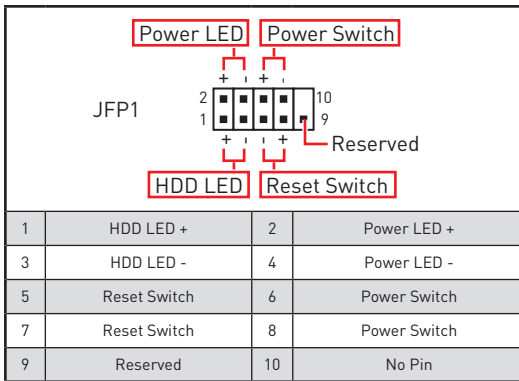 Power LED Power Switch
+ - + -
JFP1 2 10
1 9
+ - - + Reserved
HDD LED Reset Switch
1 HDD LED + 2 Power LED +
3 HDD LED - 4 Power LED -
5 Reset Switch 6 Power Switch
7 Reset Switch 8 Power Switch
9 Reserved 10 No Pin